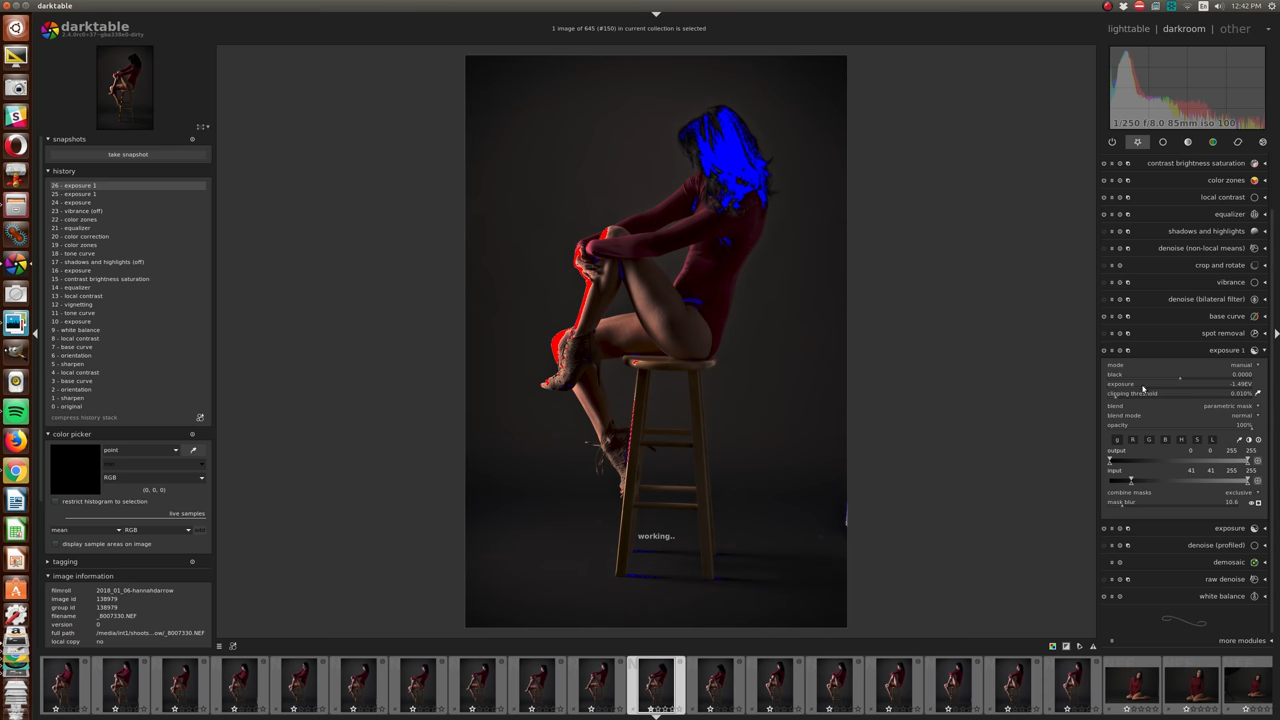 darktable
En
12:42 PM
darktable
1 image of 645 (#150) in current collection is selected
lighttable | darkroom | other
1/250 f/8.0 85mm iso 100
snapshots
take snapshot
history
26 - exposure 1
25 - exposure 1
24 - exposure
23 - vibrance (off)
22 - color zones
21 - equalizer
20 - color correction
19 - color zones
18 - tone curve
17 - shadows and highlights (off)
16 - exposure
15 - contrast brightness saturation
14 - equalizer
13 - local contrast
12 - vignetting
11 - tone curve
10 - exposure
9 - white balance
8 - local contrast
7 - base curve
6 - orientation
5 - sharpen
4 - local contrast
3 - base curve
2 - orientation
1 - sharpen
0 - original
compress history stack
color picker
point
RGB
(0, 0, 0)
restrict histogram to selection
live samples
mean RGB
display sample areas on image
tagging
image information
filmroll 2018_01_06-hannahdarrow
image id 138979
group id 138979
filename _8007330.NEF
version 0
full path /media/int1/shoots...ow/_8007330.NEF
local copy no
working..
contrast brightness saturation
color zones
local contrast
equalizer
shadows and highlights
denoise (non-local means)
crop and rotate
vibrance
denoise (bilateral filter)
base curve
spot removal
exposure 1
mode manual
black 0.0000
exposure -1.49EV
clipping threshold 0.010%
blend parametric mask
blend mode normal
opacity 100%
g R G B H S L
output 0 0 255 255
input 41 41 255 255
combine masks exclusive
mask blur 10.6
exposure
denoise (profiled)
demosaic
raw denoise
white balance
more modules